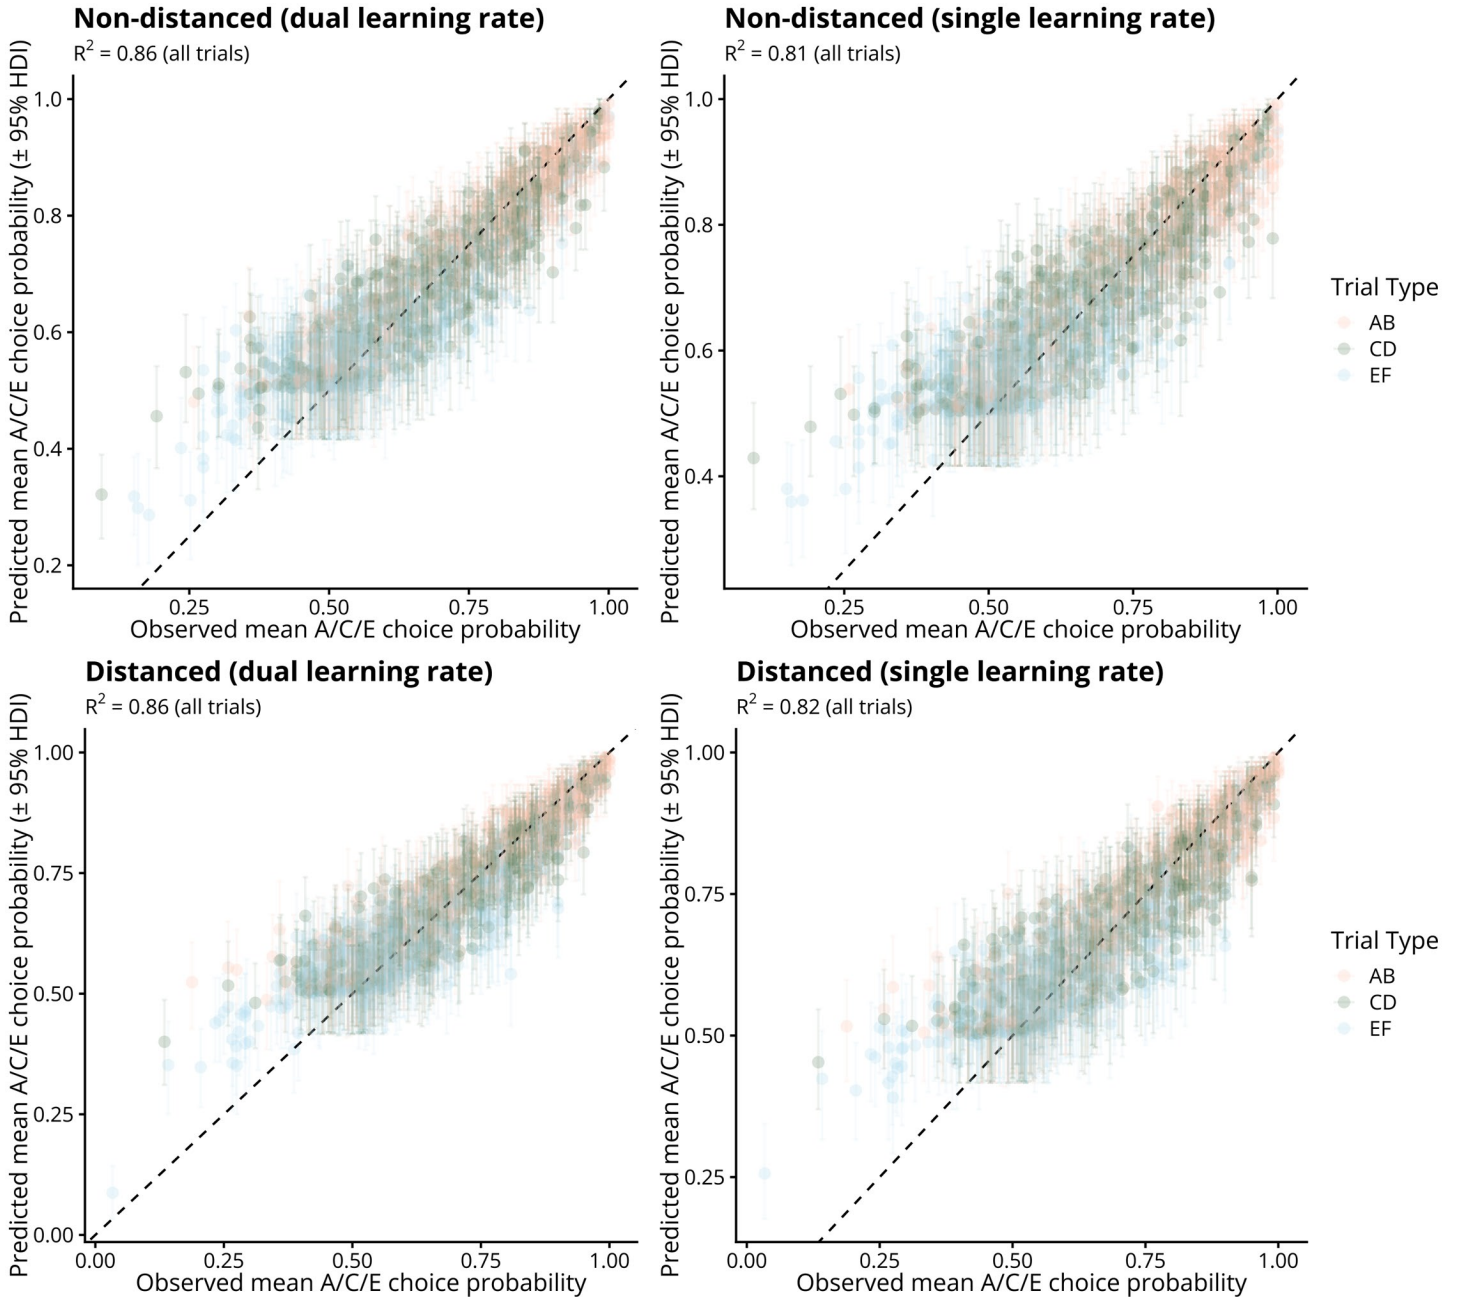 Non-distanced (dual learning rate)
R² = 0.86 (all trials)
Predicted mean A/C/E choice probability (± 95% HDI)
1.0
0.8
0.6
0.4
0.2
0.25 0.50 0.75 1.00
Observed mean A/C/E choice probability
Non-distanced (single learning rate)
R² = 0.81 (all trials)
Predicted mean A/C/E choice probability (± 95% HDI)
1.0
0.8
0.6
0.4
0.25 0.50 0.75 1.00
Observed mean A/C/E choice probability
Trial Type
AB
CD
EF
Distanced (dual learning rate)
R² = 0.86 (all trials)
Predicted mean A/C/E choice probability (± 95% HDI)
1.00
0.75
0.50
0.25
0.00
0.00 0.25 0.50 0.75 1.00
Observed mean A/C/E choice probability
Distanced (single learning rate)
R² = 0.82 (all trials)
Predicted mean A/C/E choice probability (± 95% HDI)
1.00
0.75
0.50
0.25
0.00 0.25 0.50 0.75 1.00
Observed mean A/C/E choice probability
Trial Type
AB
CD
EF